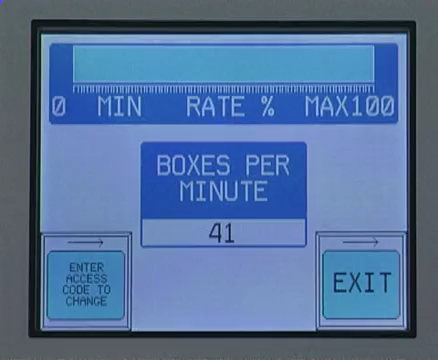 0 MIN RATE % MAX100
BOXES PER
MINUTE
41
ENTER
ACCESS
CODE TO
CHANGE
EXIT